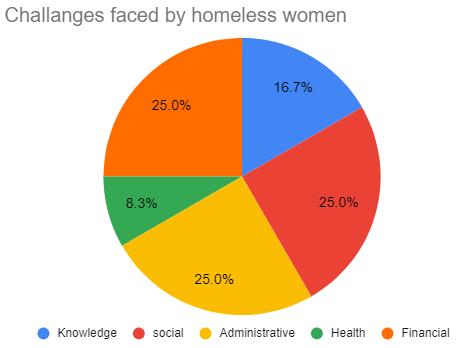 Challanges faced by homeless women
16.7%
25.0%
25.0%
8.3%
25.0%
Knowledge social Administrative Health Financial